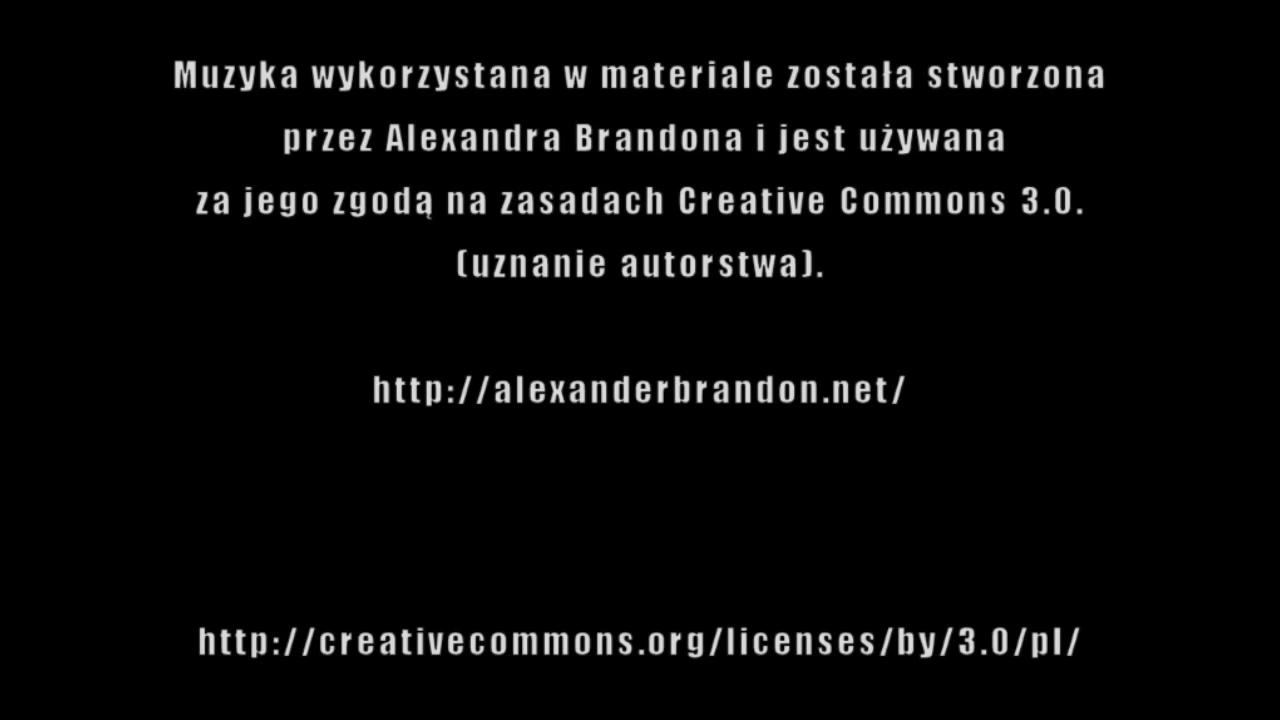 Muzyka wykorzystana w materiale została stworzona
przez Alexandra Brandona i jest używana
za jego zgodą na zasadach Creative Commons 3.0.
(uznanie autorstwa).
http://alexanderbrandon.net/
http://creativecommons.org/licenses/by/3.0/pl/